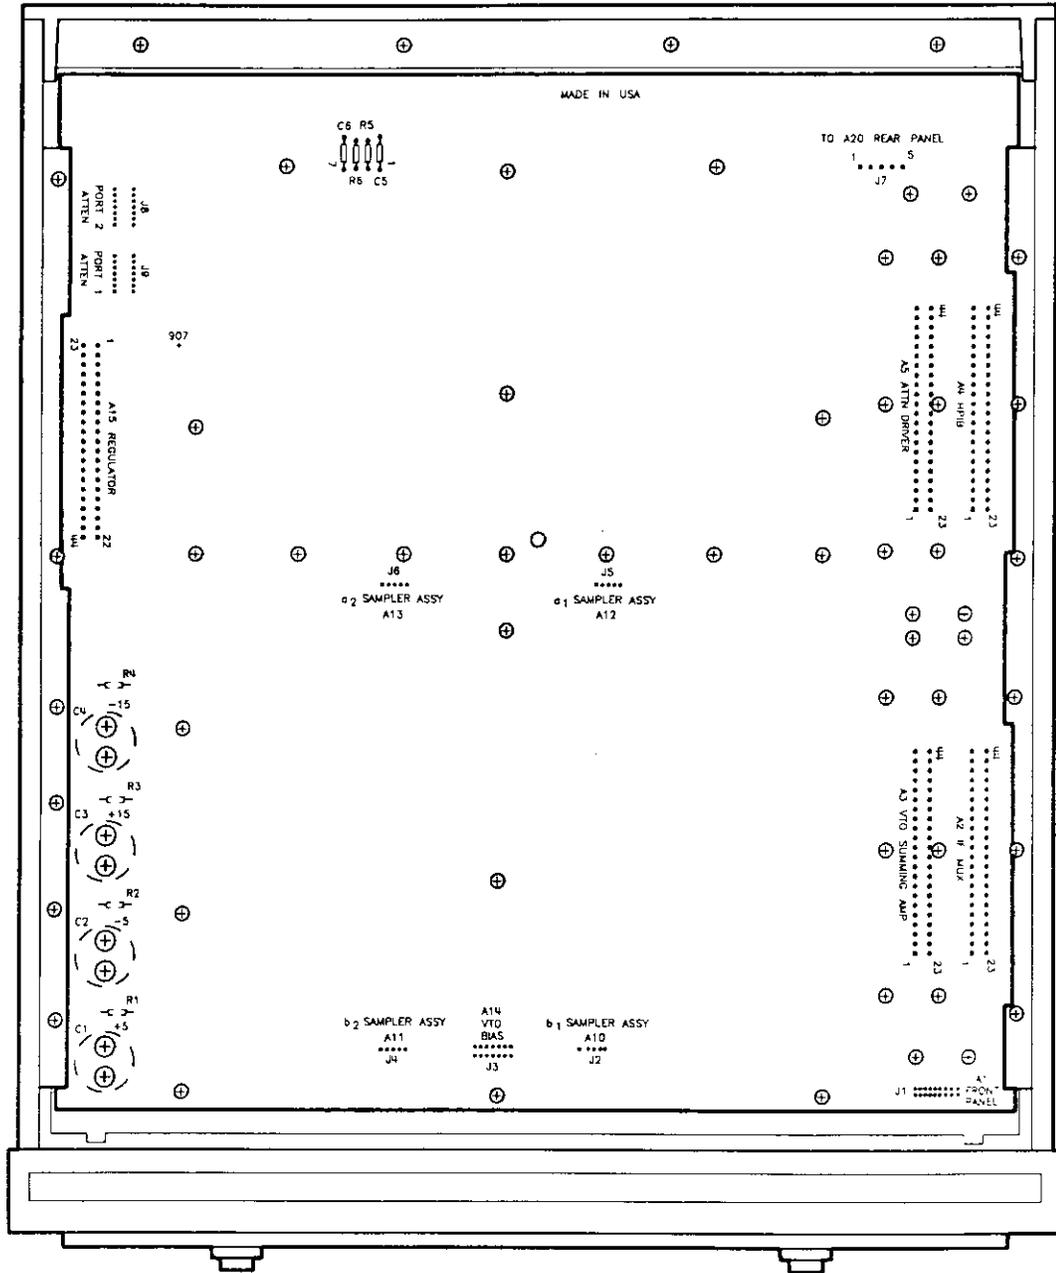 MADE IN USA
C6 R5
7 1
R6 C5
TO A20 REAR PANEL
1 5
J7
PORT 2
ATTEN
J8
PORT 1
ATTEN
J9
907
23 1
A15 REGULATOR
22
A5 ATTN DRIVER
A4 HPIB
1 23 1 23
J6
a2 SAMPLER ASSY
A13
J5
a1 SAMPLER ASSY
A12
R4
C4 -15
R3
C3 +15
R2
C2 -5
R1
C1 +5
A3 VTO SUMMING AMP
A2 IF MUX
1 23 1 23
b2 SAMPLER ASSY
A11
J4
A14
VTO
BIAS
J3
b1 SAMPLER ASSY
A10
J2
J1
A1
FRONT
PANEL